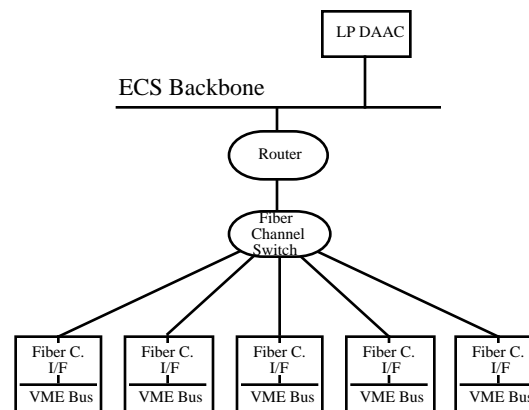 LP DAAC
ECS Backbone
Router
Fiber
Channel
Switch
Fiber C. Fiber C. Fiber C. Fiber C. Fiber C.
I/F I/F I/F I/F I/F
VME Bus VME Bus VME Bus VME Bus VME Bus